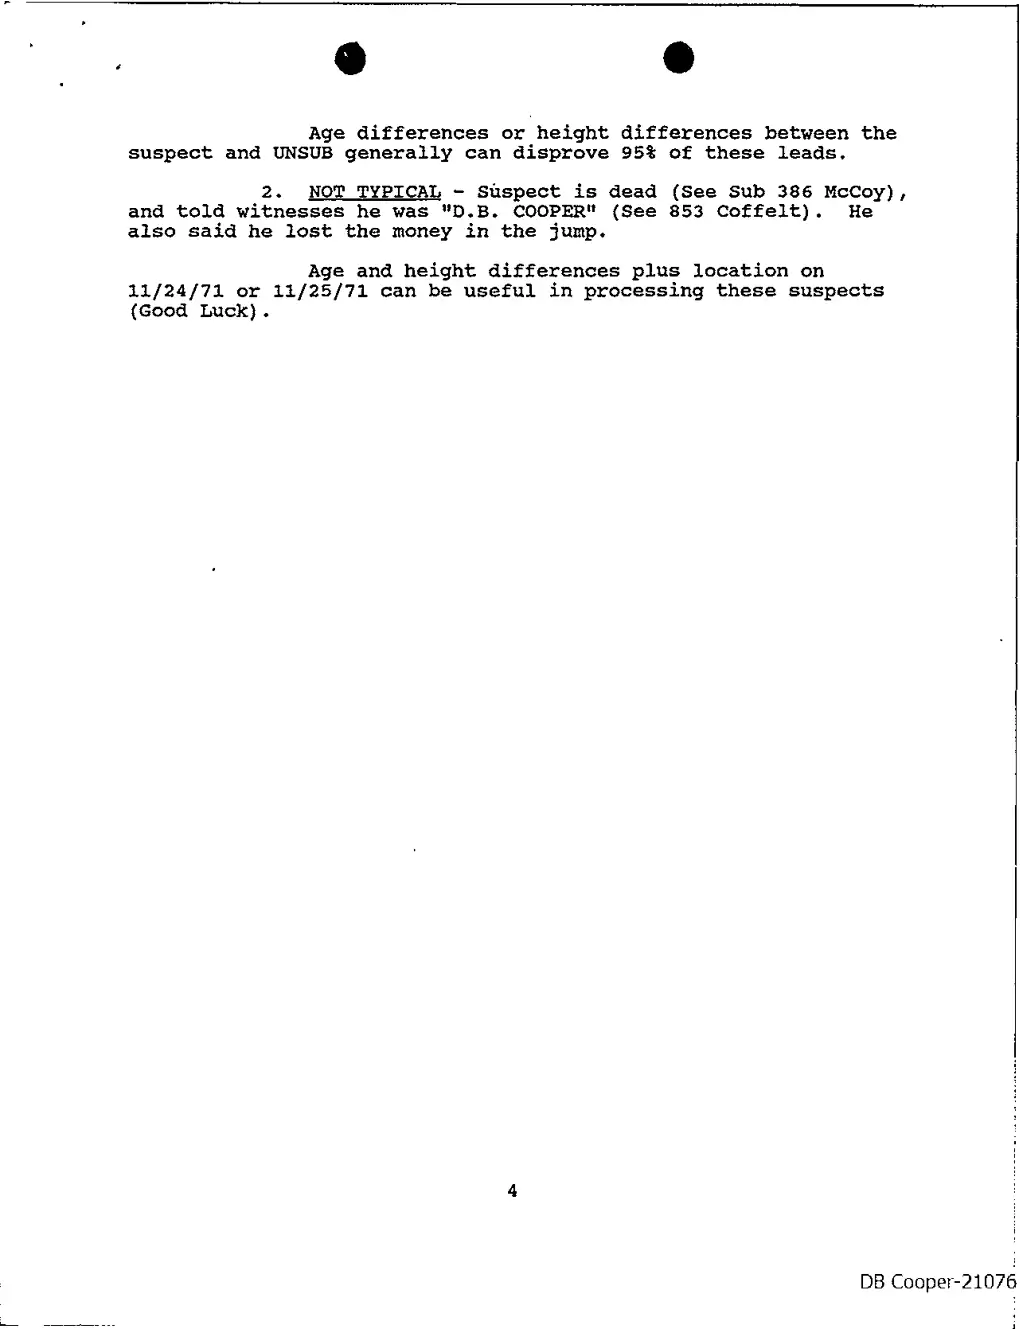 Age differences or height differences between the
suspect and UNSUB generally can disprove 95% of these leads.
2. NOT TYPICAL - Suspect is dead (See Sub 386 McCoy),
and told witnesses he was "D.B. COOPER" (See 853 Coffelt). He
also said he lost the money in the jump.
Age and height differences plus location on
11/24/71 or 11/25/71 can be useful in processing these suspects
(Good Luck).
4
DB Cooper-21076